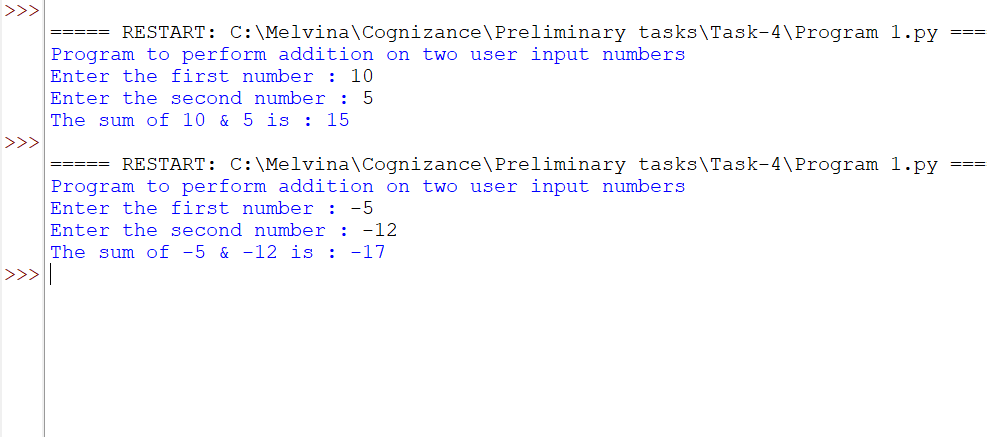 >>>
===== RESTART: C:\Melvina\Cognizance\Preliminary tasks\Task-4\Program 1.py ===
Program to perform addition on two user input numbers
Enter the first number : 10
Enter the second number : 5
The sum of 10 & 5 is : 15
>>>
===== RESTART: C:\Melvina\Cognizance\Preliminary tasks\Task-4\Program 1.py ===
Program to perform addition on two user input numbers
Enter the first number : -5
Enter the second number : -12
The sum of -5 & -12 is : -17
>>>